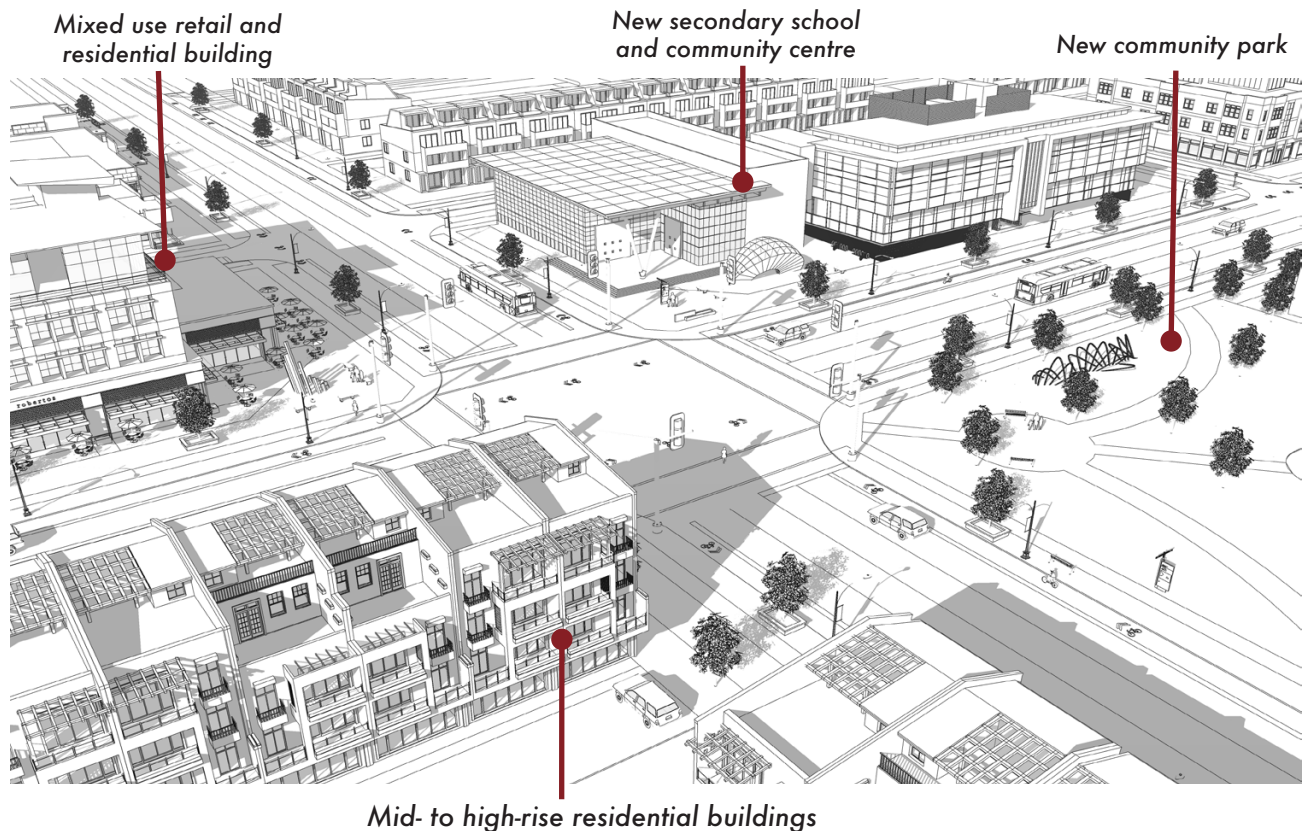 Mixed use retail and
residential building
New secondary school
and community centre
New community park
robertos
Mid- to high-rise residential buildings